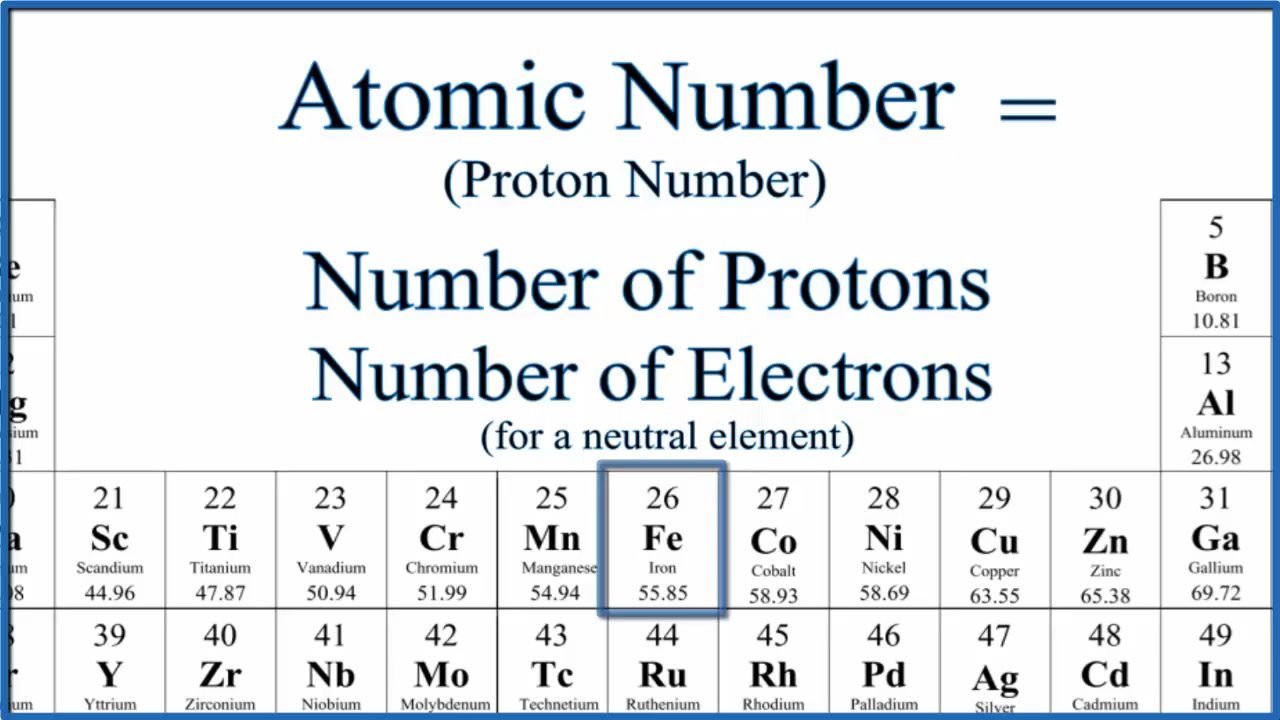 Atomic Number =
(Proton Number)
Number of Protons
Number of Electrons
(for a neutral element)
5
B
Boron
10.81
13
Al
Aluminum
26.98
21 22 23 24 25 26 27 28 29 30 31
Sc Ti V Cr Mn Fe Co Ni Cu Zn Ga
Scandium Titanium Vanadium Chromium Manganese Iron Cobalt Nickel Copper Zinc Gallium
44.96 47.87 50.94 51.99 54.94 55.85 58.93 58.69 63.55 65.38 69.72
39 40 41 42 43 44 45 46 47 48 49
Y Zr Nb Mo Tc Ru Rh Pd Ag Cd In
Yttrium Zirconium Niobium Molybdenum Technetium Ruthenium Rhodium Palladium Silver Cadmium Indium